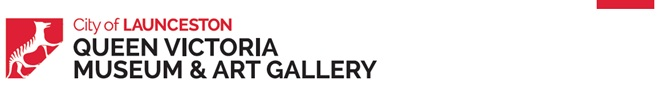 City of LAUNCESTON
QUEEN VICTORIA
MUSEUM & ART GALLERY